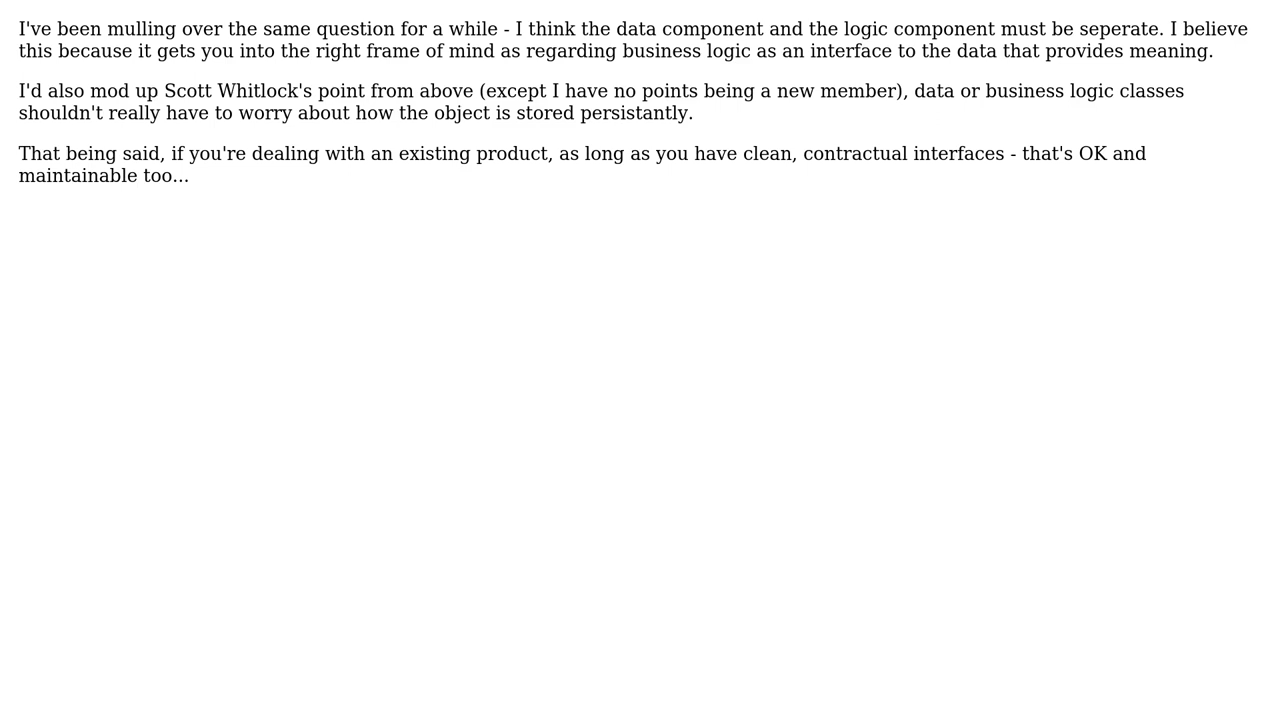 I've been mulling over the same question for a while - I think the data component and the logic component must be seperate. I believe
this because it gets you into the right frame of mind as regarding business logic as an interface to the data that provides meaning.
I'd also mod up Scott Whitlock's point from above (except I have no points being a new member), data or business logic classes
shouldn't really have to worry about how the object is stored persistantly.
That being said, if you're dealing with an existing product, as long as you have clean, contractual interfaces - that's OK and
maintainable too...